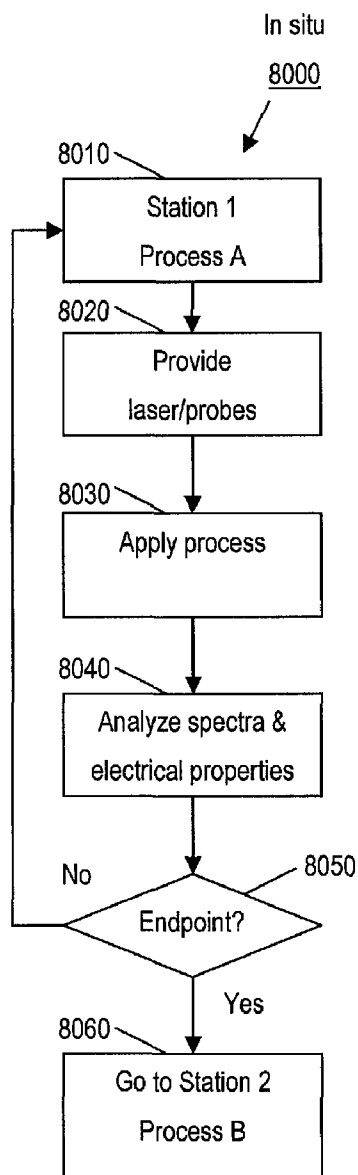 In situ
8000
8010
Station 1
Process A
8020
Provide
laser/probes
8030
Apply process
8040
Analyze spectra &
electrical properties
No
8050
Endpoint?
Yes
8060
Go to Station 2
Process B